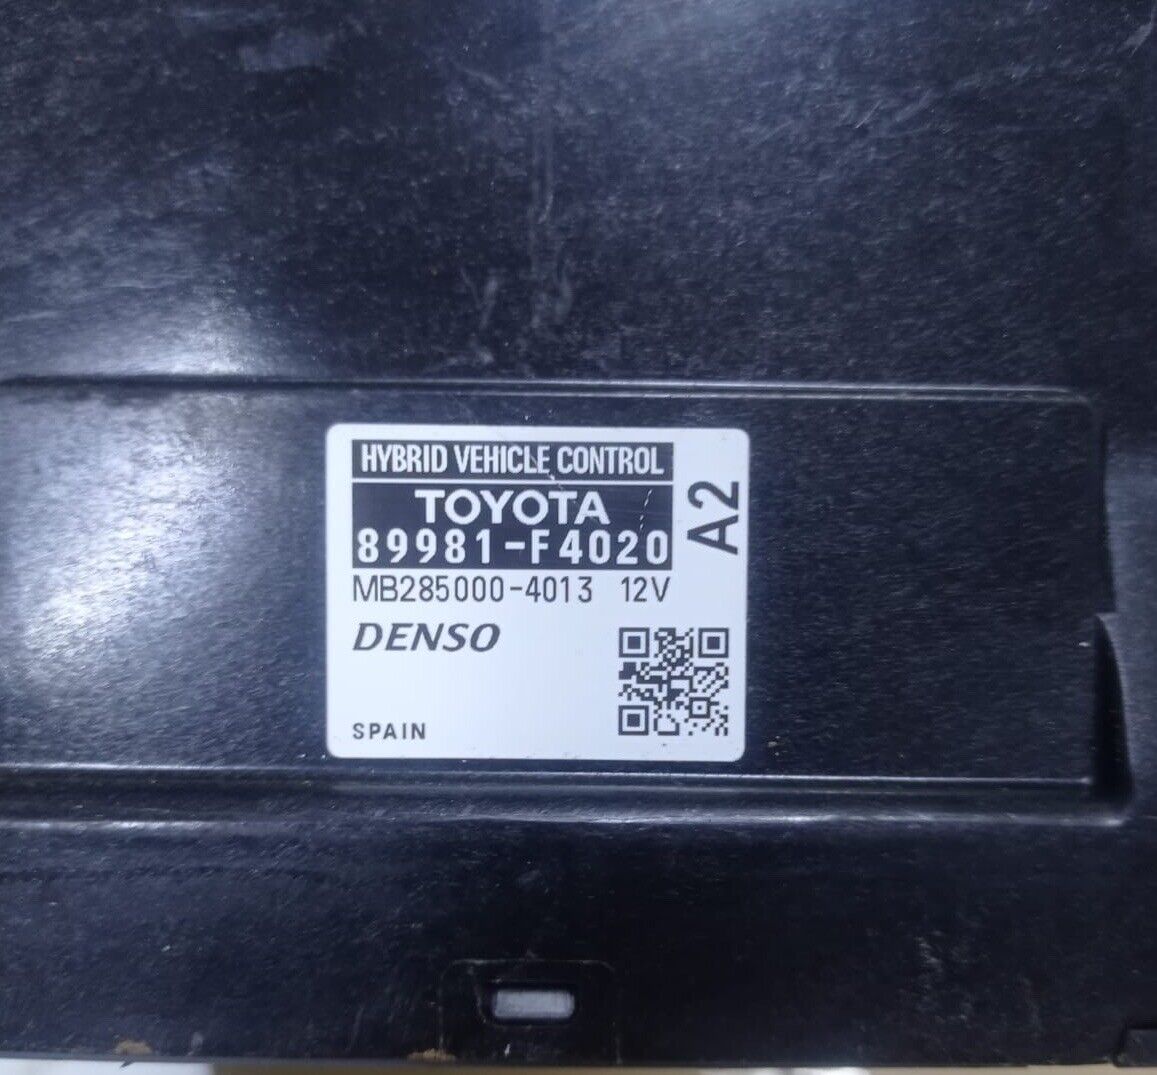 HYBRID VEHICLE CONTROL
TOYOTA
89981-F4020
A2
MB285000-4013 12V
DENSO
SPAIN